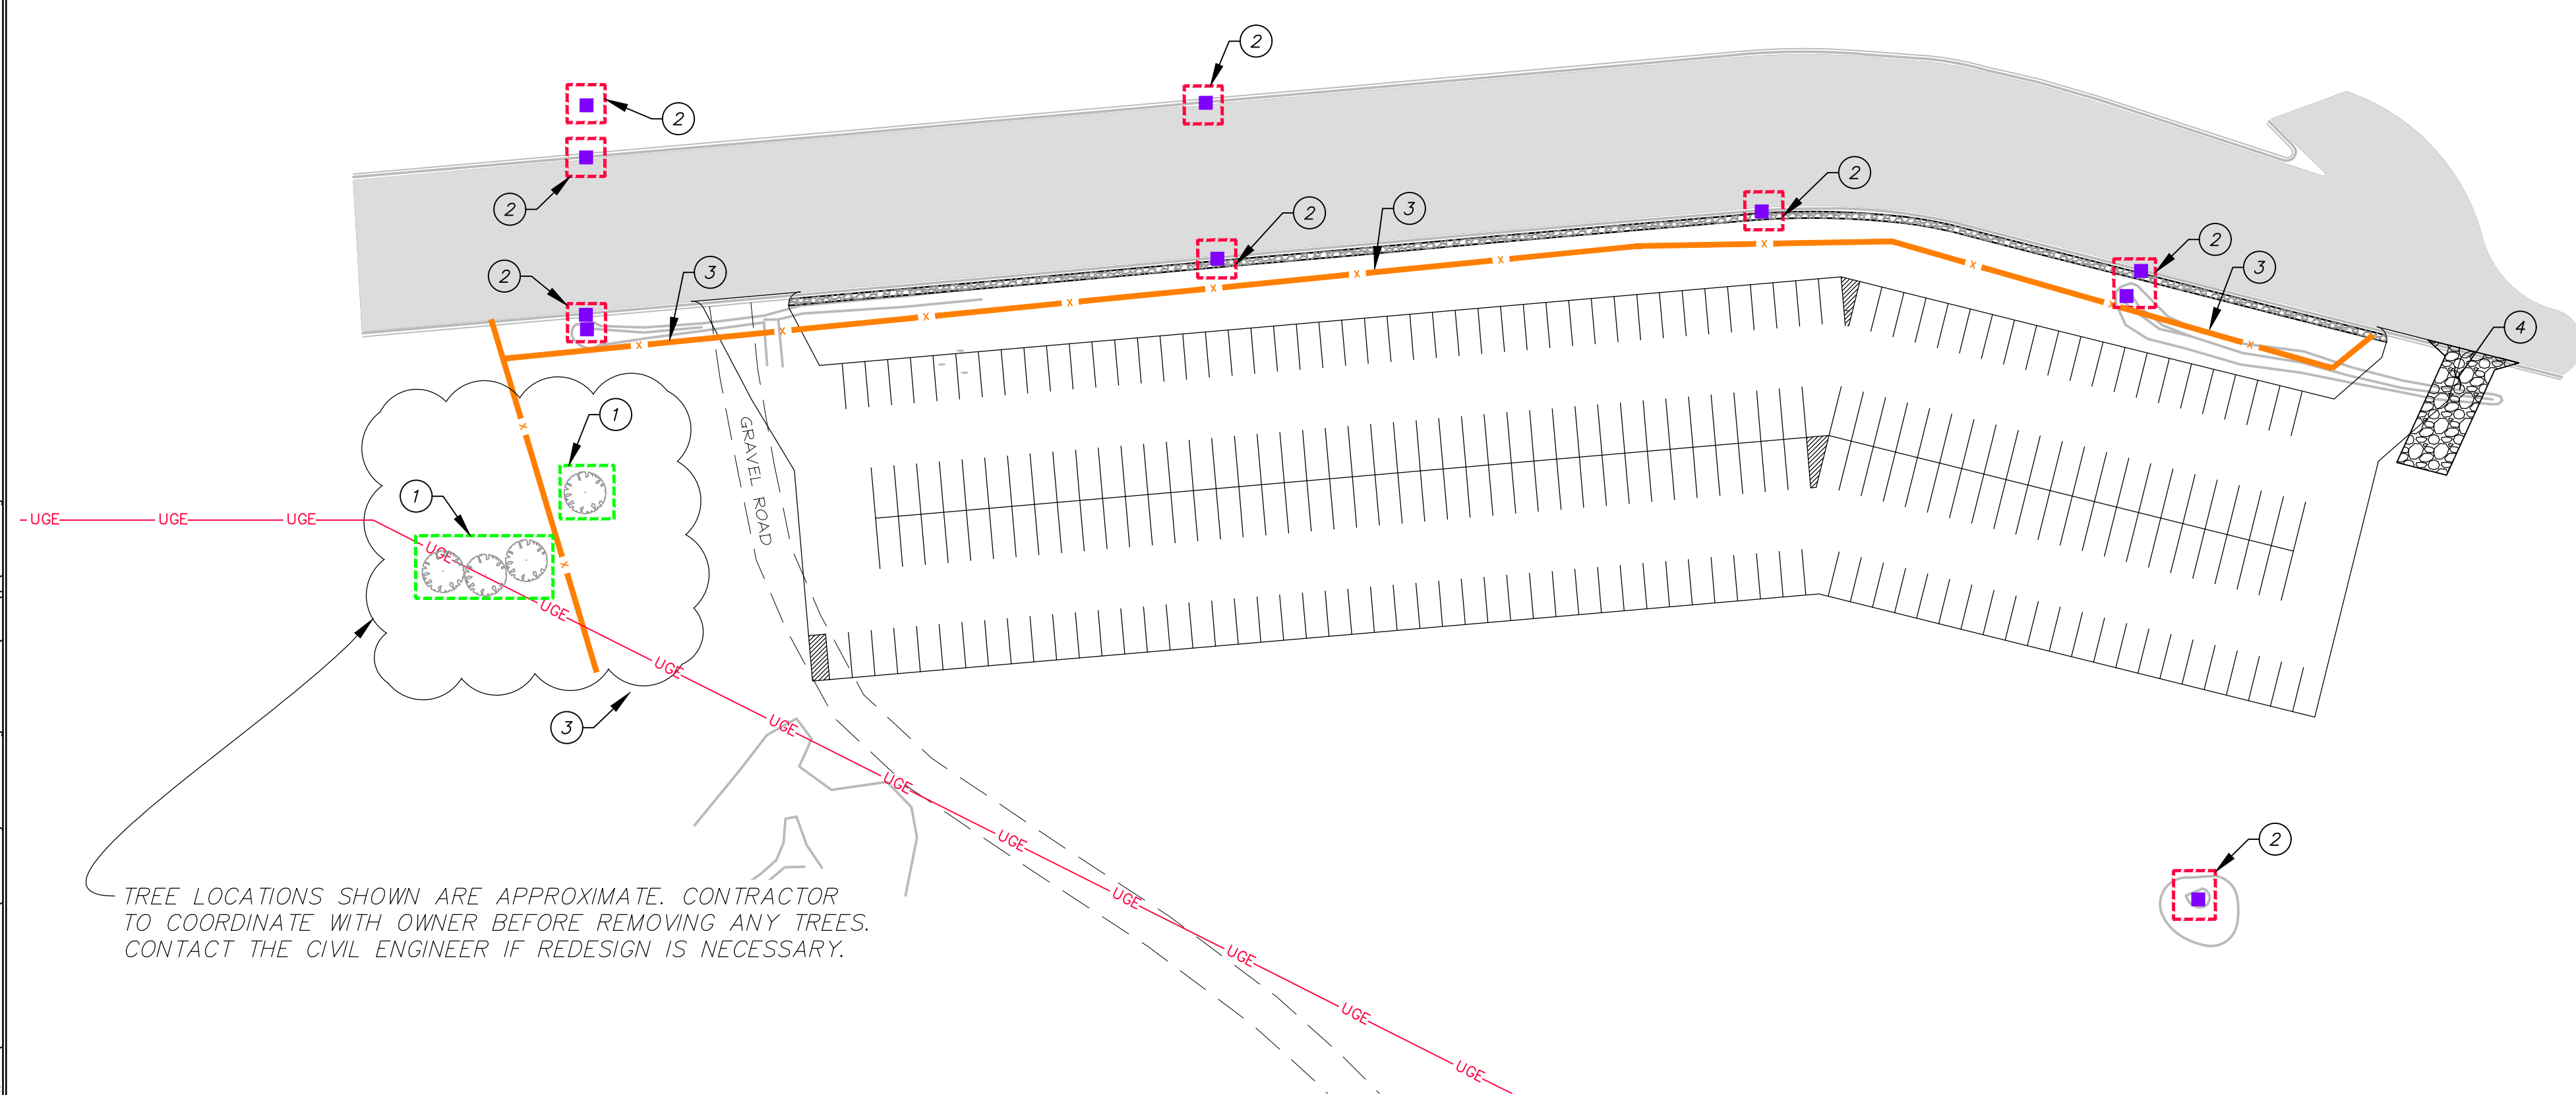 2
2
2
2
2
3
2
2
3
2
3
4
1
1
GRAVEL ROAD
UGE
UGE
UGE
UGE
UGE
UGE
UGE
UGE
UGE
UGE
UGE
UGE
UGE
x
x
x
x
x
x
x
x
x
x
x
x
x
3
2
TREE LOCATIONS SHOWN ARE APPROXIMATE. CONTRACTOR
TO COORDINATE WITH OWNER BEFORE REMOVING ANY TREES.
CONTACT THE CIVIL ENGINEER IF REDESIGN IS NECESSARY.